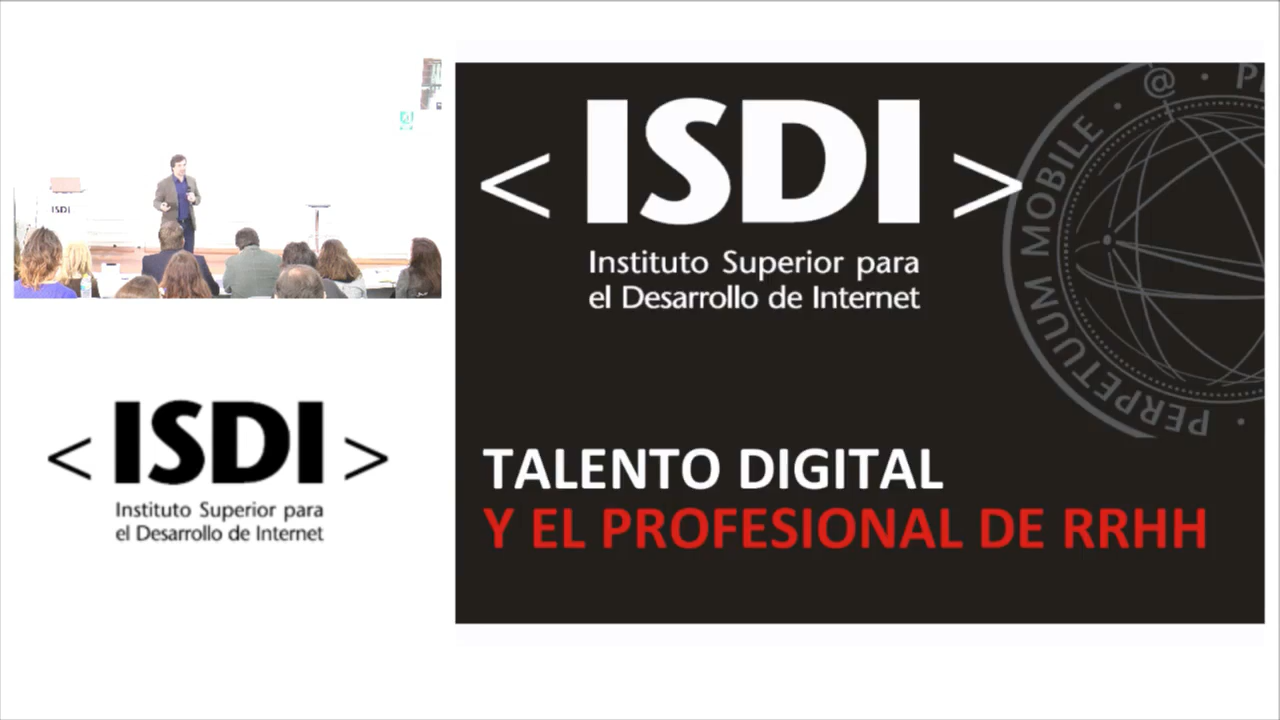 ISDI
< ISDI >
Instituto Superior para
el Desarrollo de Internet
< ISDI >
Instituto Superior para
el Desarrollo de Internet
PERPETUUM MOBILE · @ · P
TALENTO DIGITAL
Y EL PROFESIONAL DE RRHH